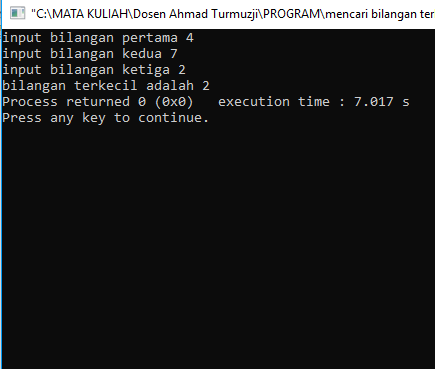 "C:\MATA KULIAH\Dosen Ahmad Turmuzji\PROGRAM\mencari bilangan ter
input bilangan pertama 4
input bilangan kedua 7
input bilangan ketiga 2
bilangan terkecil adalah 2
Process returned 0 (0x0)   execution time : 7.017 s
Press any key to continue.